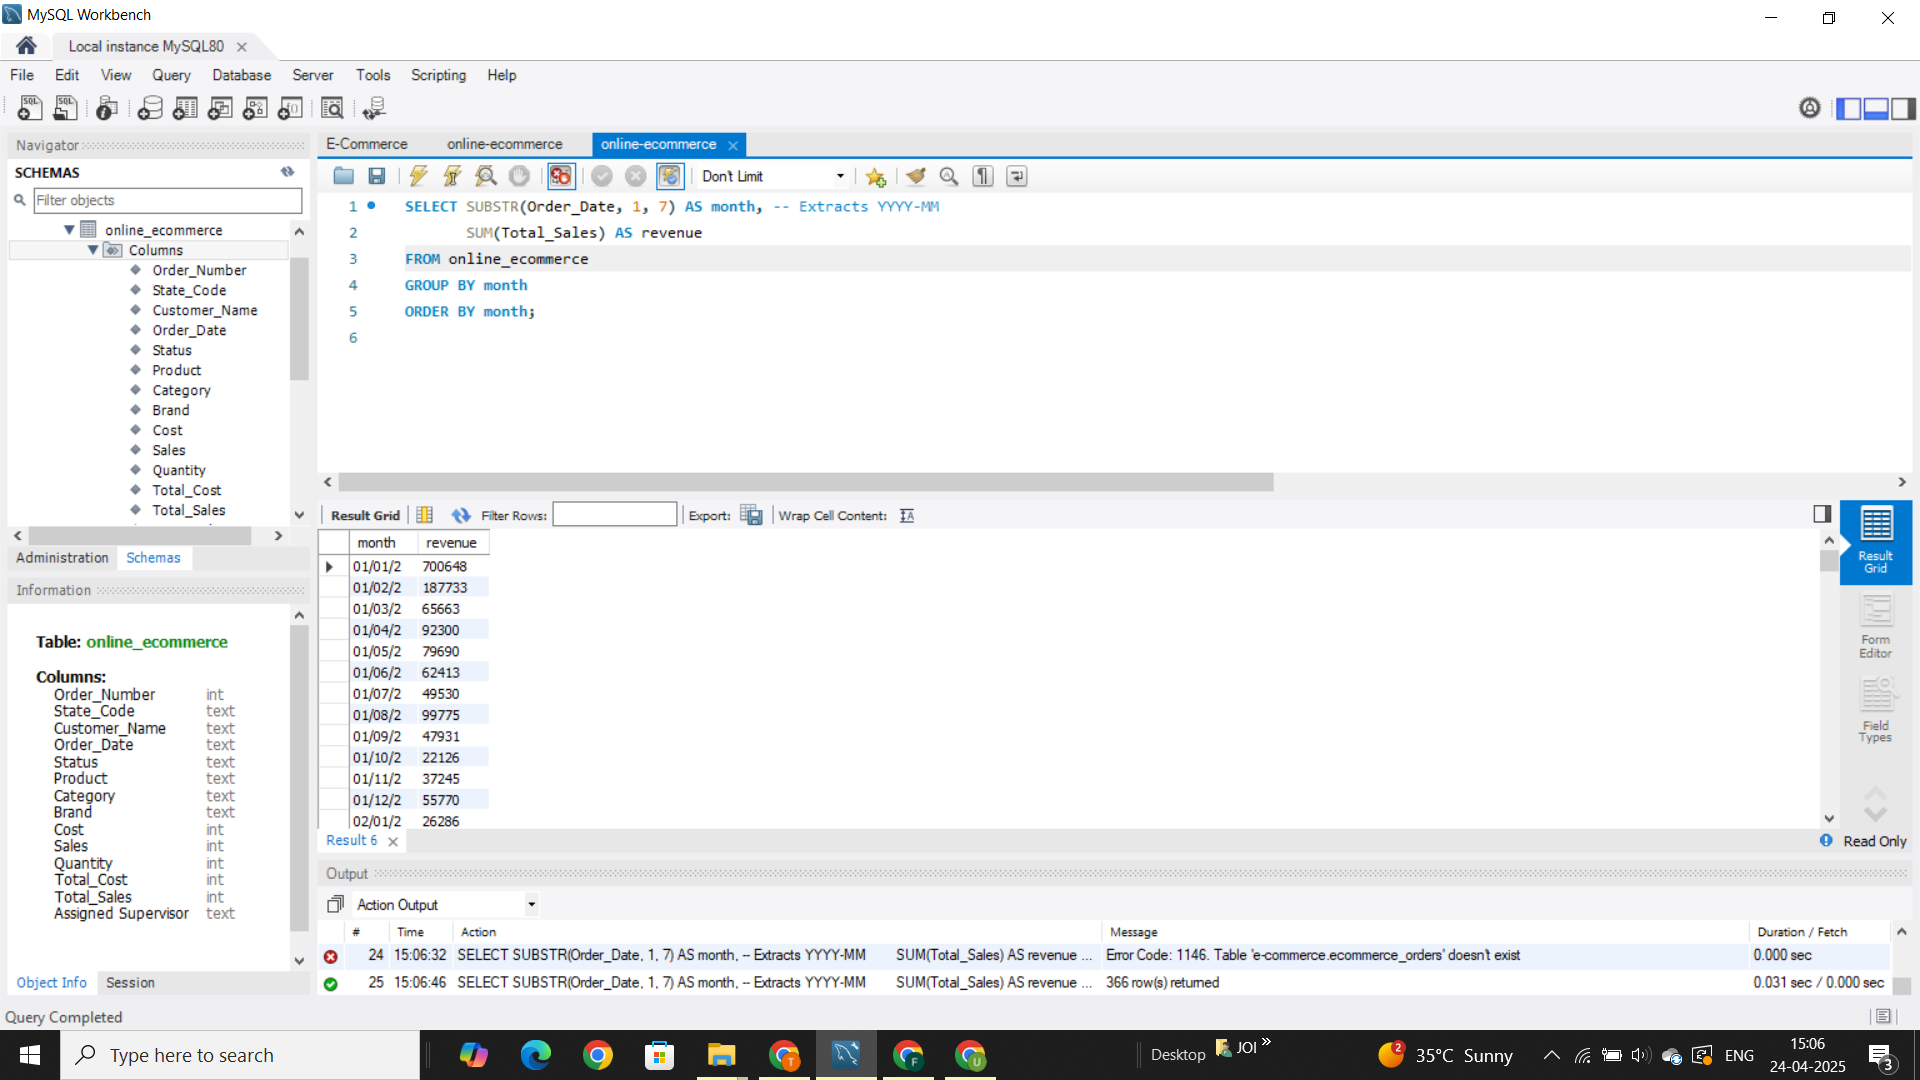 MySQL Workbench
Local instance MySQL80
File Edit View Query Database Server Tools Scripting Help
Navigator
SCHEMAS
Filter objects
online_ecommerce
Columns
Order_Number
State_Code
Customer_Name
Order_Date
Status
Product
Category
Brand
Cost
Sales
Quantity
Total_Cost
Total_Sales
Administration Schemas
Information
Table: online_ecommerce
Columns:
Order_Number int
State_Code text
Customer_Name text
Order_Date text
Status text
Product text
Category text
Brand text
Cost int
Sales int
Quantity int
Total_Cost int
Total_Sales int
Assigned Supervisor text
Object Info Session
E-Commerce online-ecommerce online-ecommerce
Don't Limit
1 SELECT SUBSTR(Order_Date, 1, 7) AS month, -- Extracts YYYY-MM
2 SUM(Total_Sales) AS revenue
3 FROM online_ecommerce
4 GROUP BY month
5 ORDER BY month;
6
Result Grid Filter Rows: Export: Wrap Cell Content:
month revenue
01/01/2 700648
01/02/2 187733
01/03/2 65663
01/04/2 92300
01/05/2 79690
01/06/2 62413
01/07/2 49530
01/08/2 99775
01/09/2 47931
01/10/2 22126
01/11/2 37245
01/12/2 55770
02/01/2 26286
Result Grid
Form Editor
Field Types
Result 6
Read Only
Output
Action Output
# Time Action Message Duration / Fetch
24 15:06:32 SELECT SUBSTR(Order_Date, 1, 7) AS month, -- Extracts YYYY-MM SUM(Total_Sales) AS revenue ... Error Code: 1146. Table 'e-commerce.ecommerce_orders' doesn't exist 0.000 sec
25 15:06:46 SELECT SUBSTR(Order_Date, 1, 7) AS month, -- Extracts YYYY-MM SUM(Total_Sales) AS revenue ... 366 row(s) returned 0.031 sec / 0.000 sec
Query Completed
Type here to search
T
F
U
Desktop
JOI
2
35°C Sunny
ENG
15:06
24-04-2025
3